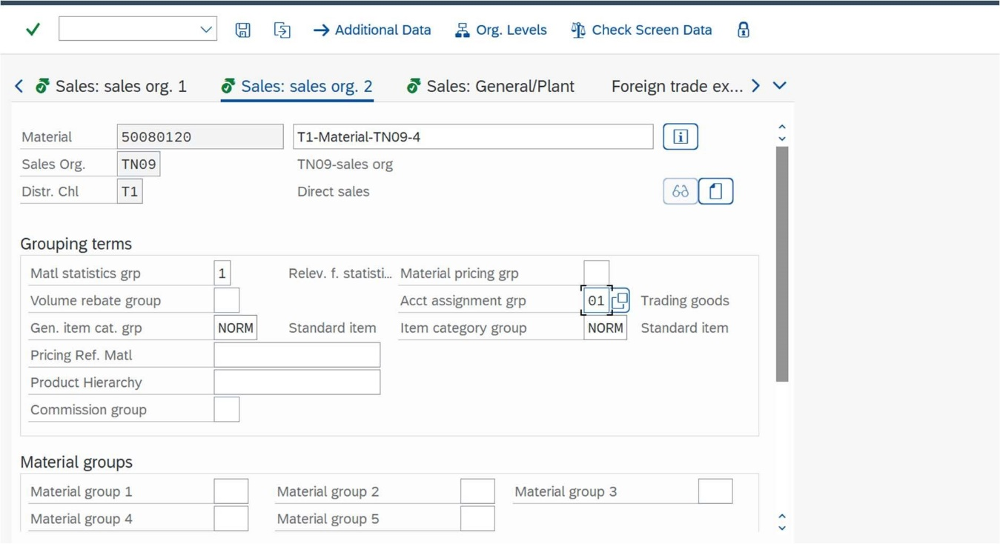 Additional Data Org. Levels Check Screen Data
Sales: sales org. 1 Sales: sales org. 2 Sales: General/Plant Foreign trade ex...
Material 50080120 T1-Material-TN09-4
Sales Org. TN09 TN09-sales org
Distr. Chl T1 Direct sales
Grouping terms
Matl statistics grp 1 Relev. f. statisti... Material pricing grp
Volume rebate group Acct assignment grp 01 Trading goods
Gen. item cat. grp NORM Standard item Item category group NORM Standard item
Pricing Ref. Matl
Product Hierarchy
Commission group
Material groups
Material group 1 Material group 2 Material group 3
Material group 4 Material group 5